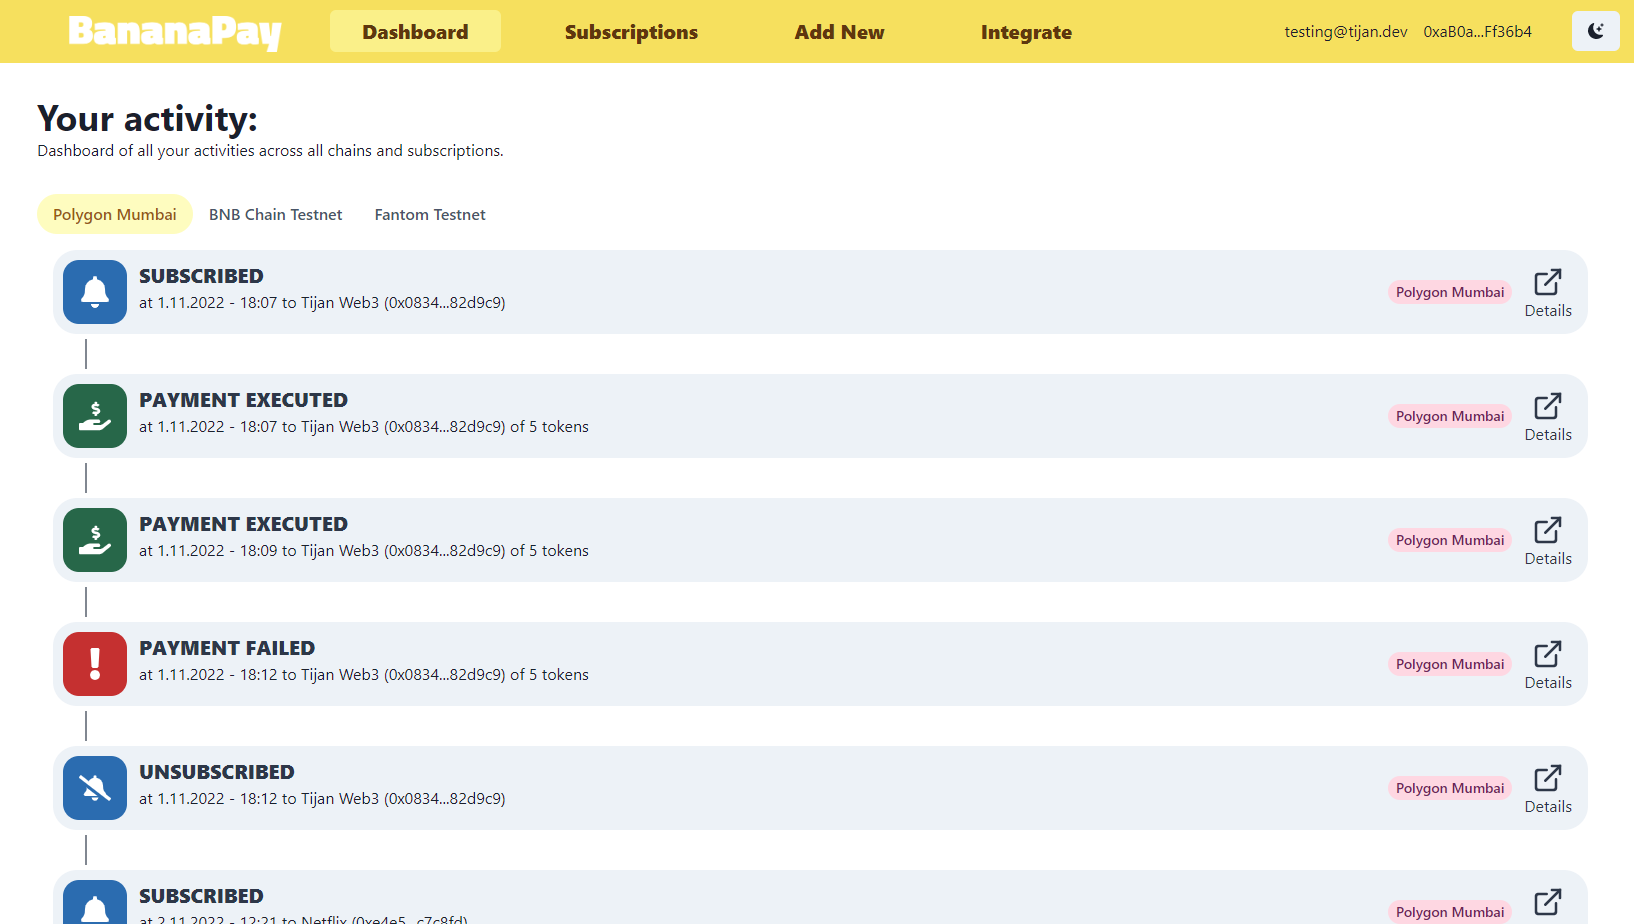 BananaPay Dashboard Subscriptions Add New Integrate testing@tijan.dev 0xaB0a...Ff36b4
Your activity:
Dashboard of all your activities across all chains and subscriptions.
Polygon Mumbai BNB Chain Testnet Fantom Testnet
SUBSCRIBED
at 1.11.2022 - 18:07 to Tijan Web3 (0x0834...82d9c9)
Polygon Mumbai
Details
PAYMENT EXECUTED
at 1.11.2022 - 18:07 to Tijan Web3 (0x0834...82d9c9) of 5 tokens
Polygon Mumbai
Details
PAYMENT EXECUTED
at 1.11.2022 - 18:09 to Tijan Web3 (0x0834...82d9c9) of 5 tokens
Polygon Mumbai
Details
PAYMENT FAILED
at 1.11.2022 - 18:12 to Tijan Web3 (0x0834...82d9c9) of 5 tokens
Polygon Mumbai
Details
UNSUBSCRIBED
at 1.11.2022 - 18:12 to Tijan Web3 (0x0834...82d9c9)
Polygon Mumbai
Details
SUBSCRIBED
at 2.11.2022 - 12:21 to Netflix (0xe4e5...c7c8fd)
Polygon Mumbai